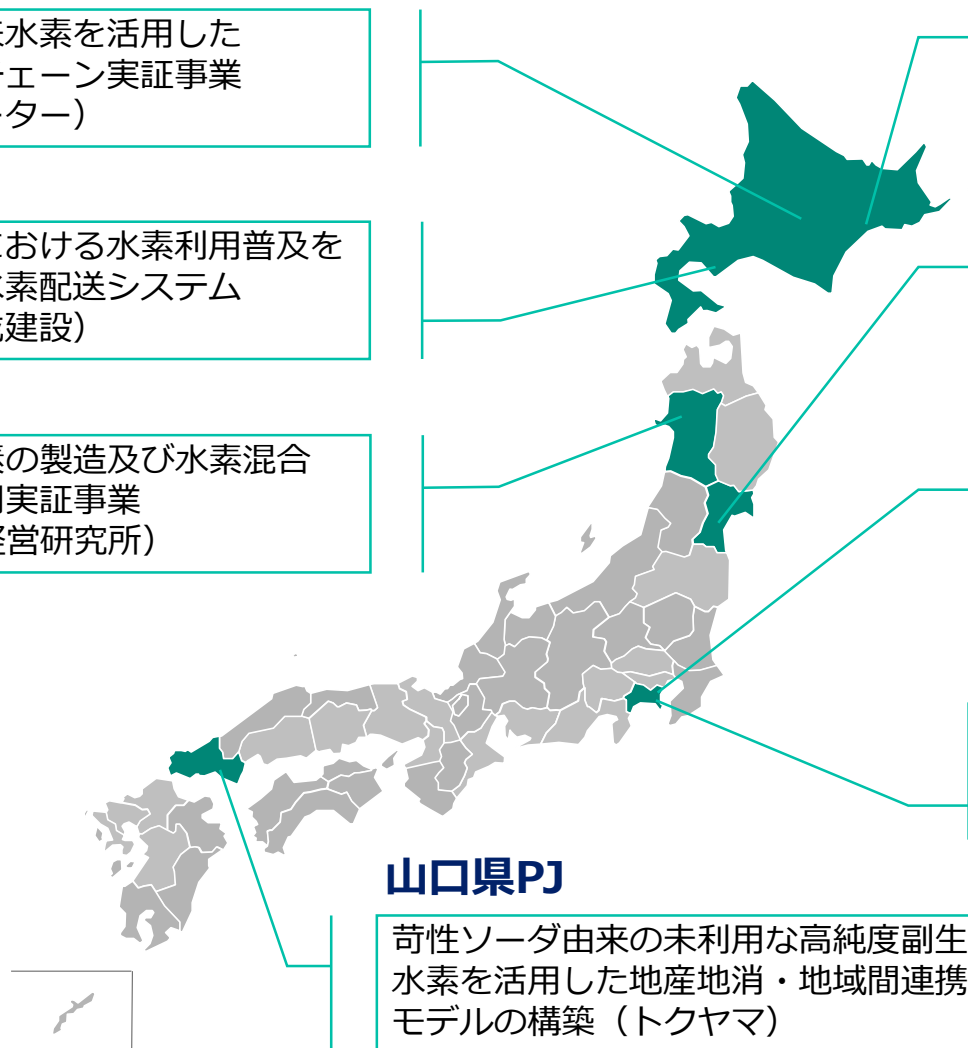 水素を活用した
ェーン実証事業
ター）
おける水素利用普及を
素配送システム
建設）
の製造及び水素混合
実証事業
経営研究所）
山口県PJ
苛性ソーダ由来の未利用な高純度副生
水素を活用した地産地消・地域間連携
モデルの構築（トクヤマ）